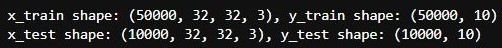 x_train shape: (50000, 32, 32, 3), y_train shape: (50000, 10)
x_test shape: (10000, 32, 32, 3), y_test shape: (10000, 10)